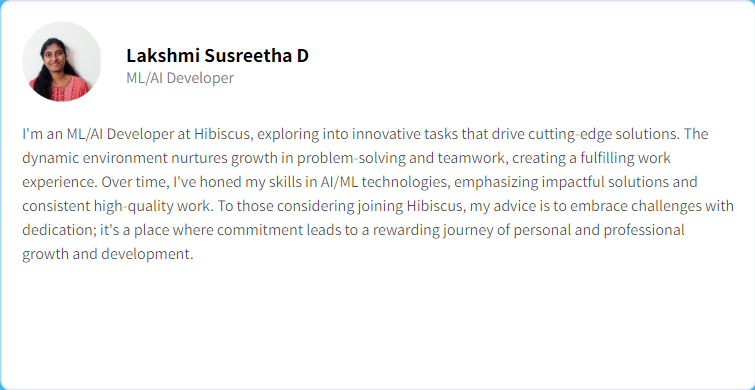 Lakshmi Susreetha D
ML/AI Developer
I'm an ML/AI Developer at Hibiscus, exploring into innovative tasks that drive cutting-edge solutions. The
dynamic environment nurtures growth in problem-solving and teamwork, creating a fulfilling work
experience. Over time, I've honed my skills in AI/ML technologies, emphasizing impactful solutions and
consistent high-quality work. To those considering joining Hibiscus, my advice is to embrace challenges with
dedication; it's a place where commitment leads to a rewarding journey of personal and professional
growth and development.